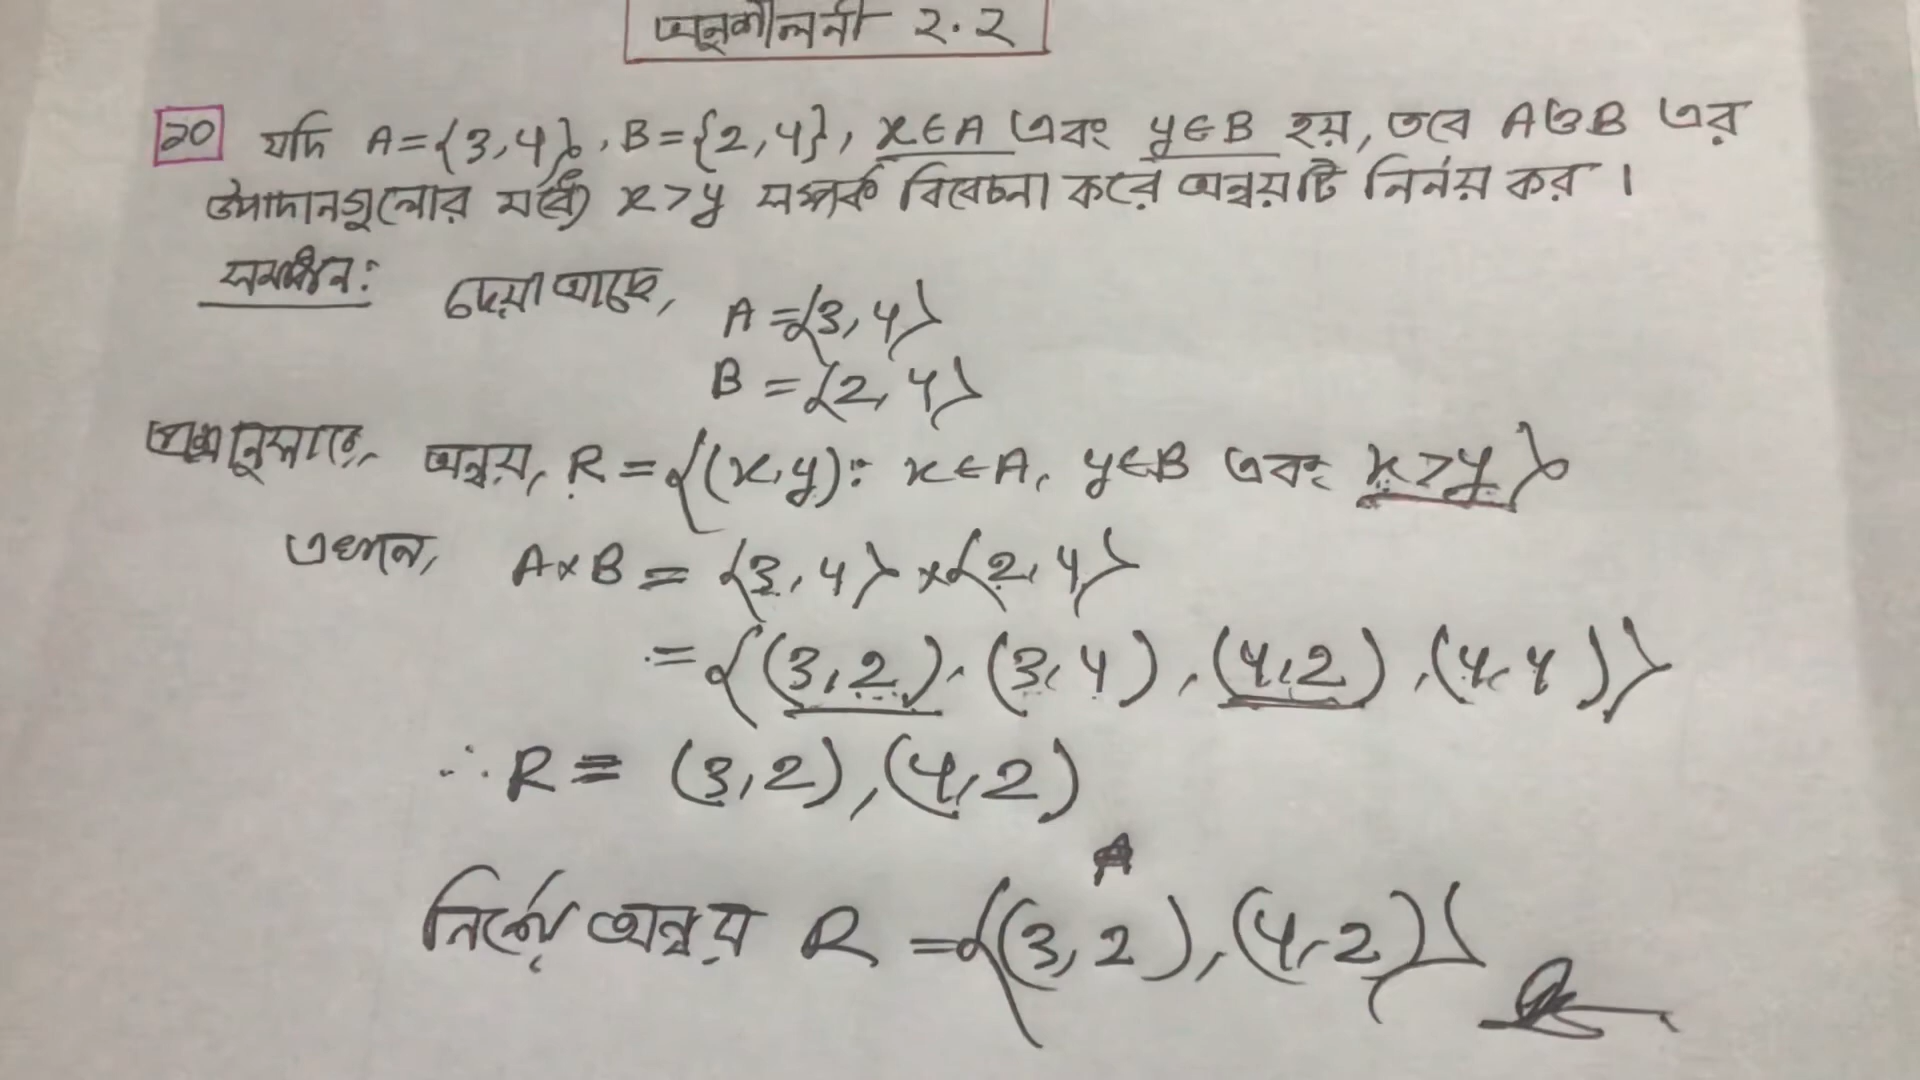 অনুশীলনী ২.২
১০ যদি A={3,4}, B={2,4}, x∈A এবং y∈B হয়, তবে A ও B এর
উপাদানগুলোর মধ্যে x>y সম্পর্ক বিবেচনা করে অন্বয়টি নির্ণয় কর।
সমাধান: দেয়া আছে, A={3,4}
B={2,4}
প্রশ্নানুসারে, অন্বয়, R={(x,y): x∈A, y∈B এবং x>y}
এখানে, A×B = {3,4}×{2,4}
={(3,2),(3,4),(4,2),(4,4)}
∴ R = (3,2),(4,2)
নির্ণেয় অন্বয় R={(3,2),(4,2)}